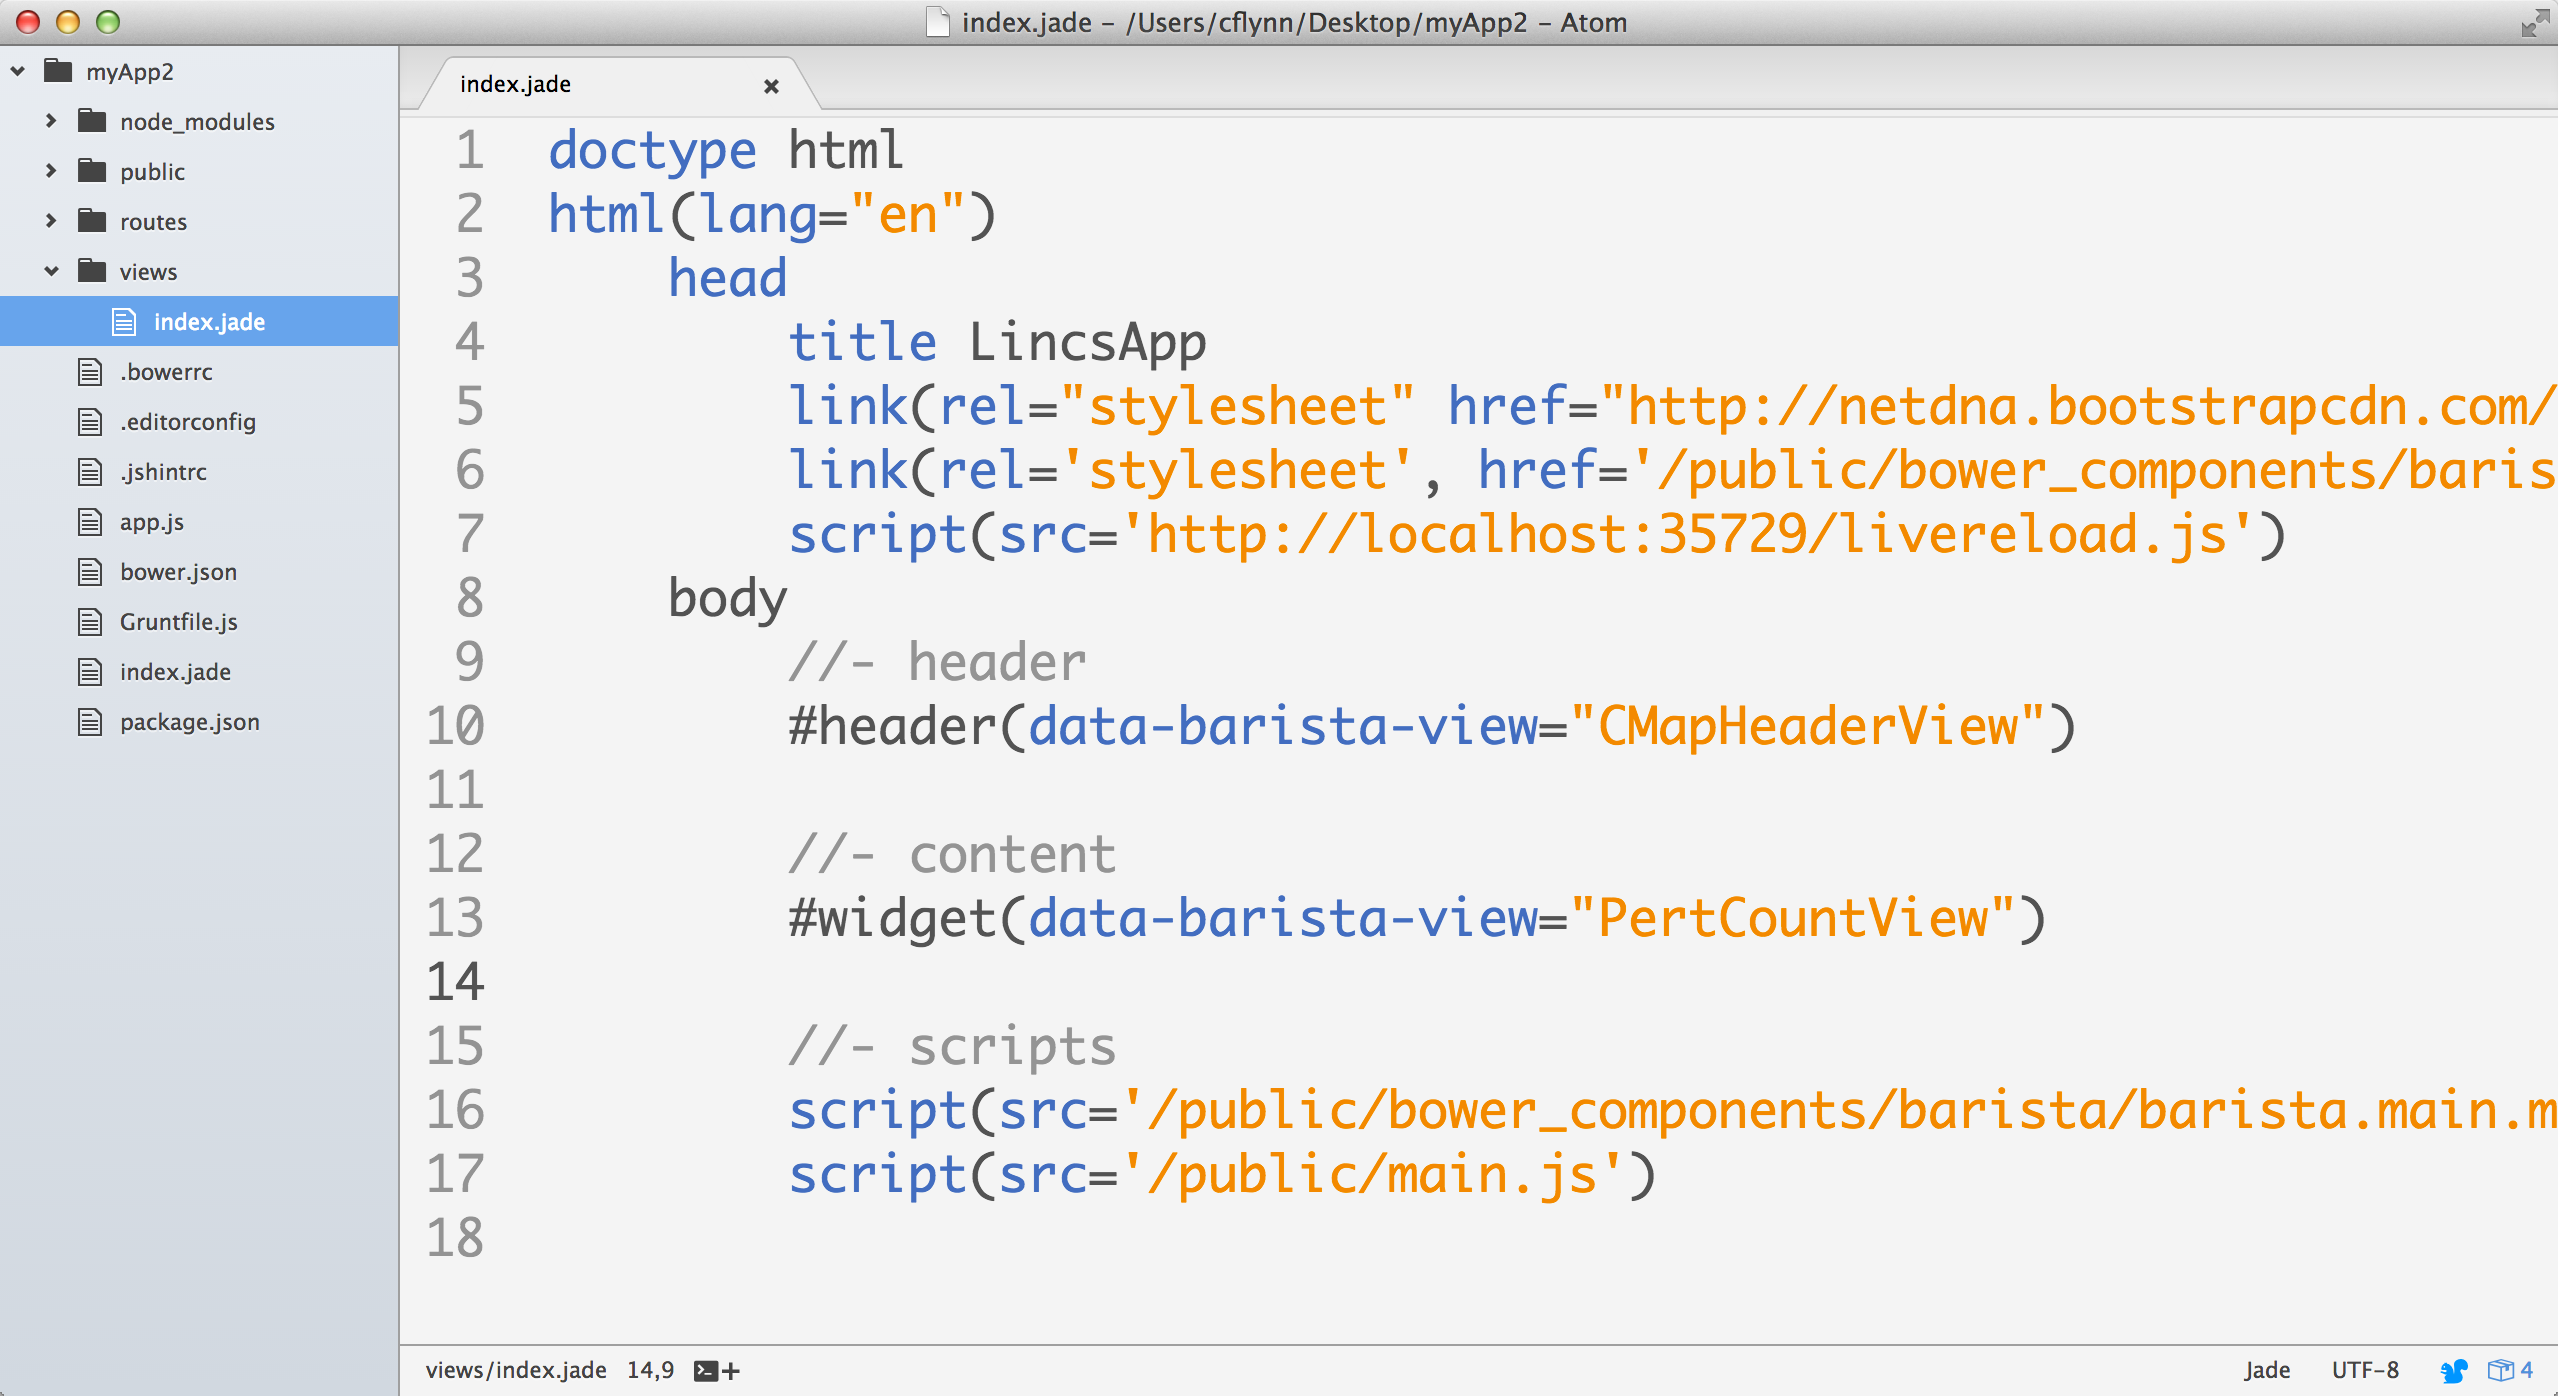 index.jade – /Users/cflynn/Desktop/myApp2 – Atom
myApp2
node_modules
public
routes
views
index.jade
.bowerrc
.editorconfig
.jshintrc
app.js
bower.json
Gruntfile.js
index.jade
package.json
index.jade
1 doctype html
2 html(lang="en")
3 head
4 title LincsApp
5 link(rel="stylesheet" href="http://netdna.bootstrapcdn.com/
6 link(rel='stylesheet', href='/public/bower_components/baris
7 script(src='http://localhost:35729/livereload.js')
8 body
9 //- header
10 #header(data-barista-view="CMapHeaderView")
11
12 //- content
13 #widget(data-barista-view="PertCountView")
14
15 //- scripts
16 script(src='/public/bower_components/barista/barista.main.m
17 script(src='/public/main.js')
18
views/index.jade 14,9 Jade UTF-8 4